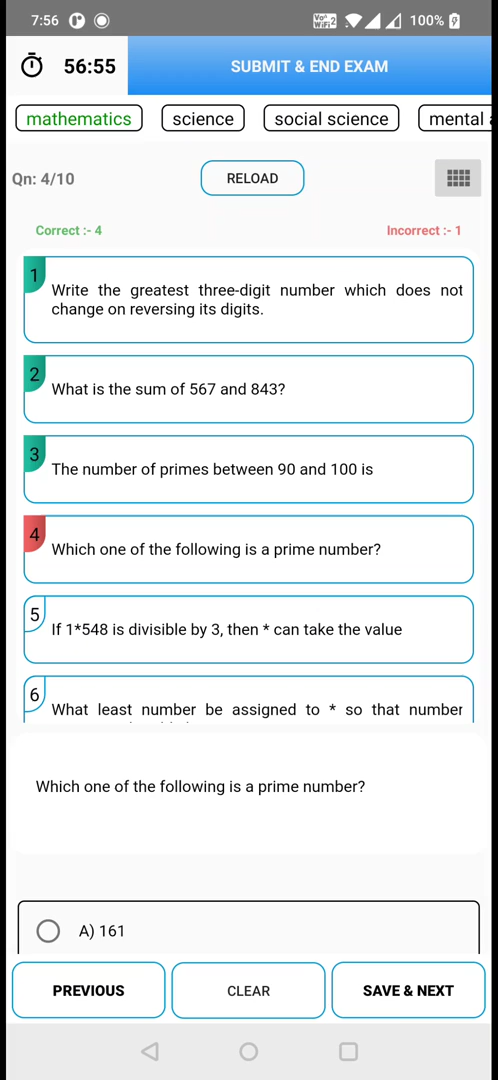 7:56
VoA
WiFi 2
100%
56:55
SUBMIT & END EXAM
mathematics
science
social science
mental
Qn: 4/10
RELOAD
Correct :- 4
Incorrect :- 1
1
Write the greatest three-digit number which does not
change on reversing its digits.
2
What is the sum of 567 and 843?
3
The number of primes between 90 and 100 is
4
Which one of the following is a prime number?
5
If 1*548 is divisible by 3, then * can take the value
6
What least number be assigned to * so that number
Which one of the following is a prime number?
A) 161
PREVIOUS
CLEAR
SAVE & NEXT